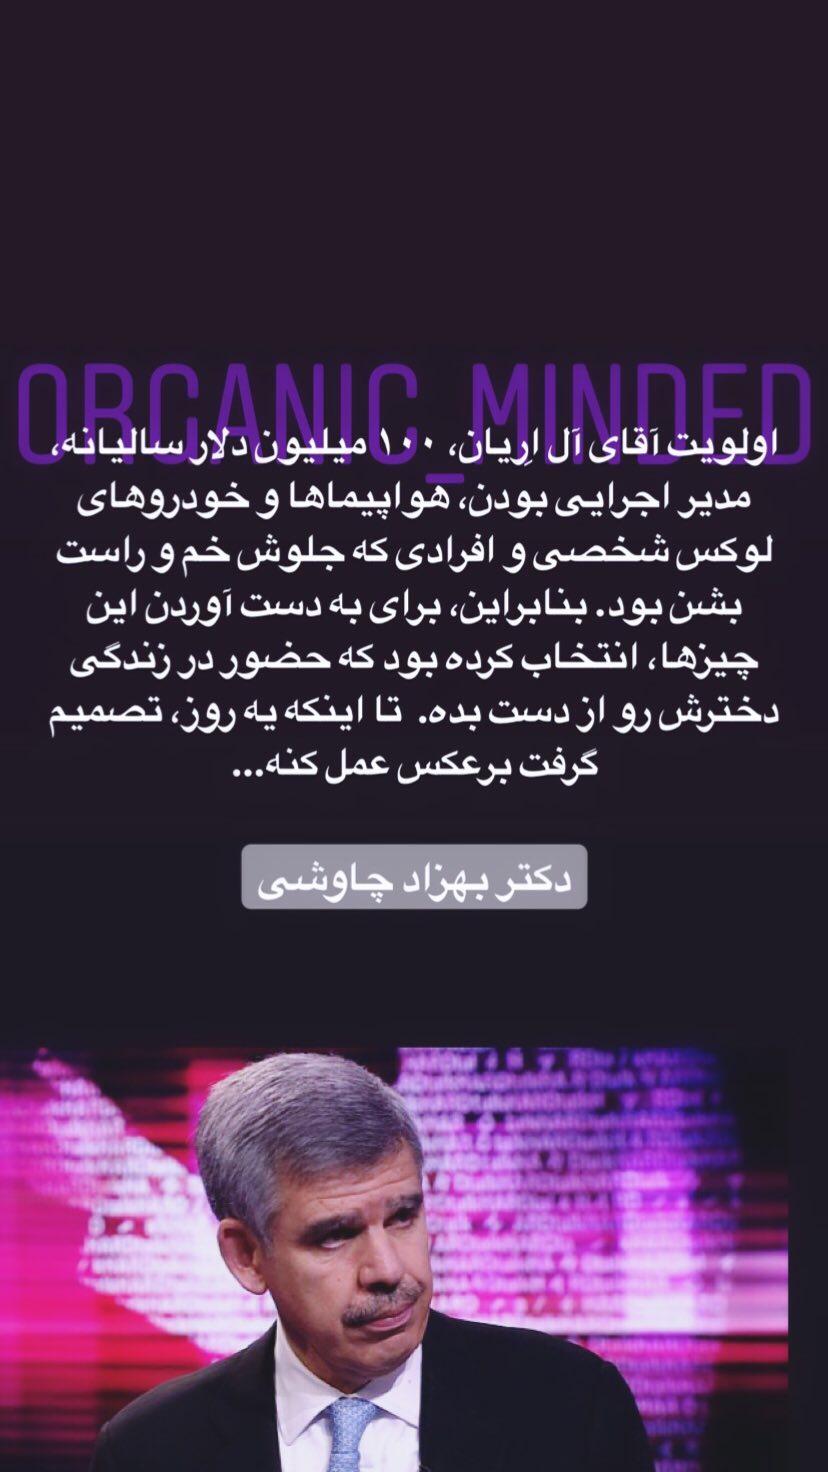 ORGANIC_MINDED
اولویت آقای آل اِریان، ۱۰۰ میلیون دلار سالیانه،
مدیر اجرایی بودن، هواپیماها و خودروهای
لوکس شخصی و افرادی که جلوش خم و راست
بشن بود. بنابراین، برای به دست آوردن این
چیزها، انتخاب کرده بود که حضور در زندگی
دخترش رو از دست بده. تا اینکه یه روز، تصمیم
گرفت برعکس عمل کنه...
دکتر بهزاد چاوشی